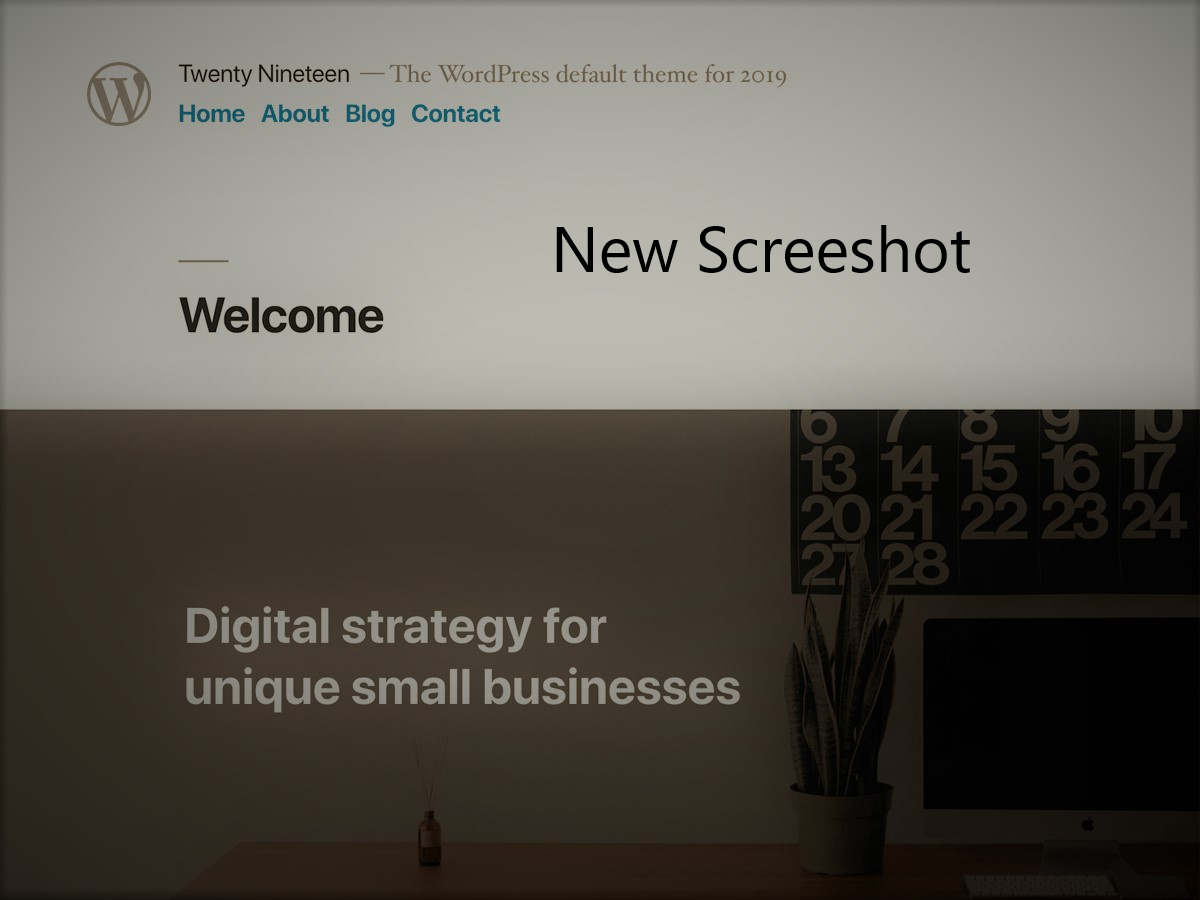 Twenty Nineteen — The WordPress default theme for 2019
Home About Blog Contact
New Screeshot
Welcome
6 7 8 9 10
13 14 15 16 17
20 21 22 23 24
27 28
Digital strategy for
unique small businesses